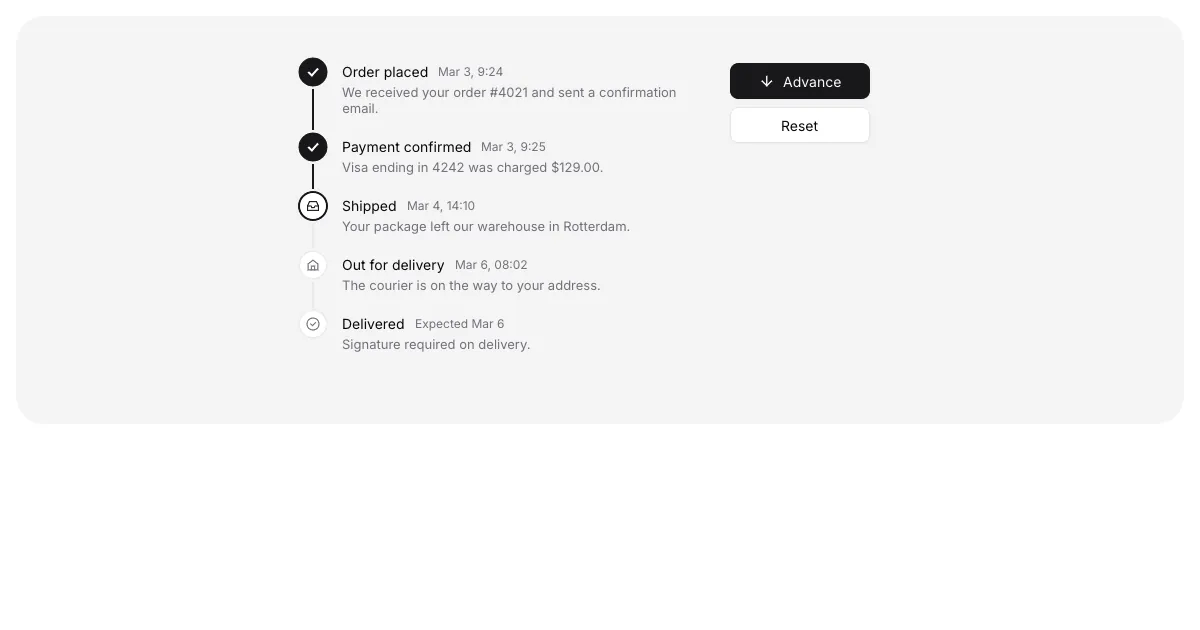 Order placed Mar 3, 9:24
We received your order #4021 and sent a confirmation
email.
Payment confirmed Mar 3, 9:25
Visa ending in 4242 was charged $129.00.
Shipped Mar 4, 14:10
Your package left our warehouse in Rotterdam.
Out for delivery Mar 6, 08:02
The courier is on the way to your address.
Delivered Expected Mar 6
Signature required on delivery.
Advance
Reset